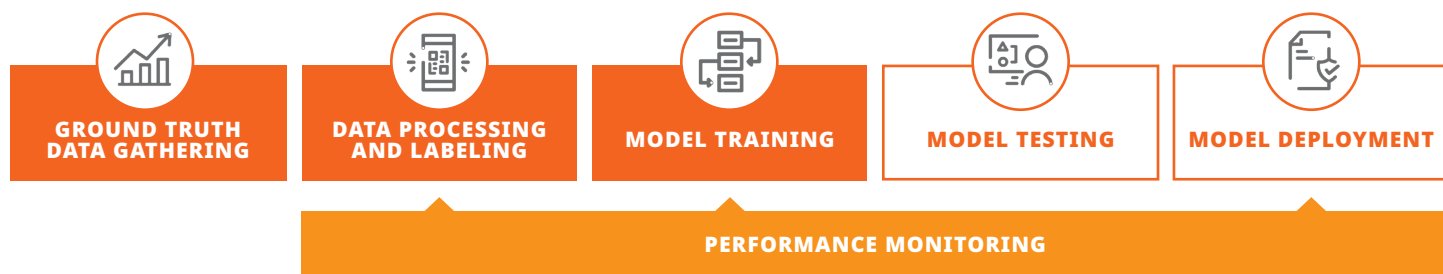 GROUND TRUTH
DATA GATHERING
DATA PROCESSING
AND LABELING
MODEL TRAINING
MODEL TESTING
MODEL DEPLOYMENT
PERFORMANCE MONITORING